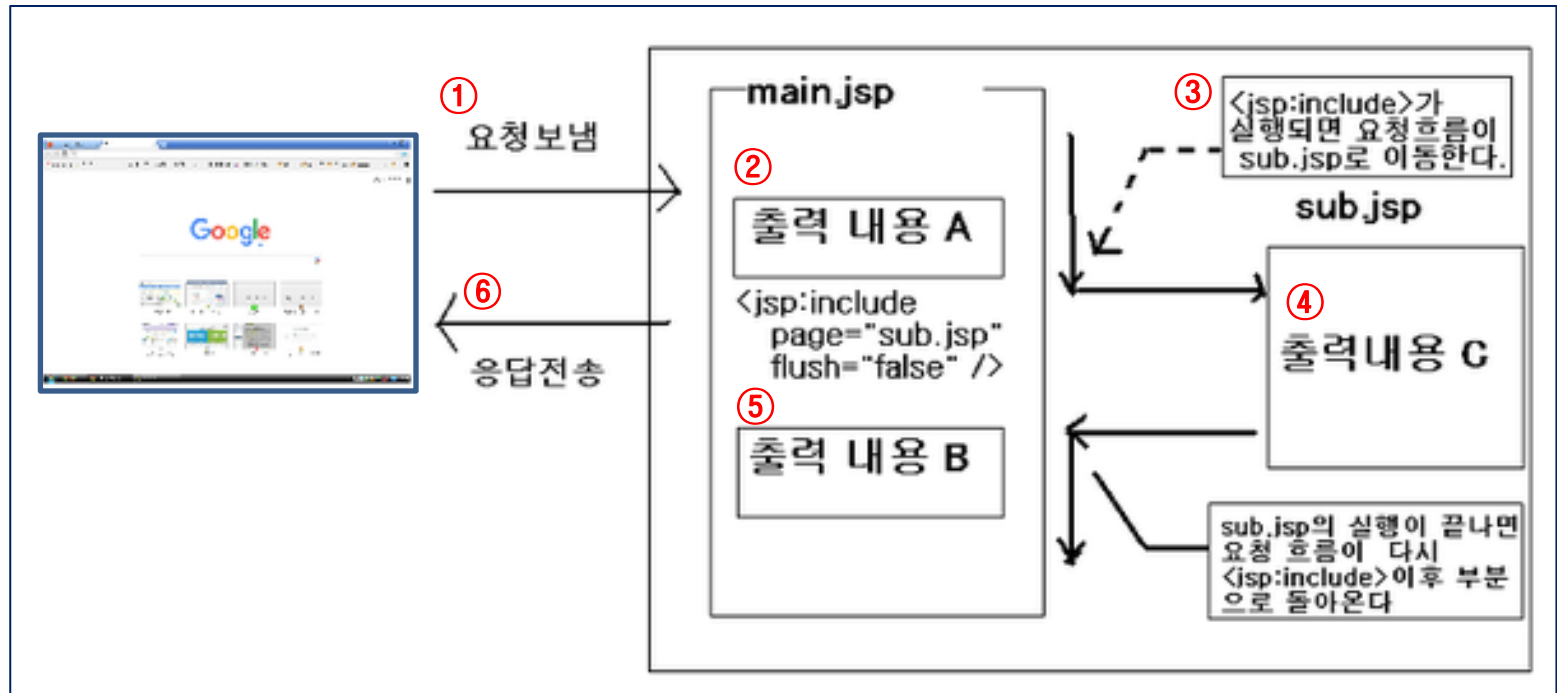 ①
요청보냄
Google
⑥
응답전송
main.jsp
②
출력 내용 A
<jsp:include
page="sub.jsp"
flush="false" />
⑤
출력 내용 B
③
<jsp:include>가
실행되면 요청흐름이
sub.jsp로 이동한다.
sub.jsp
④
출력내용 C
sub.jsp의 실행이 끝나면
요청 흐름이 다시
<jsp:include>이후 부분
으로 돌아온다